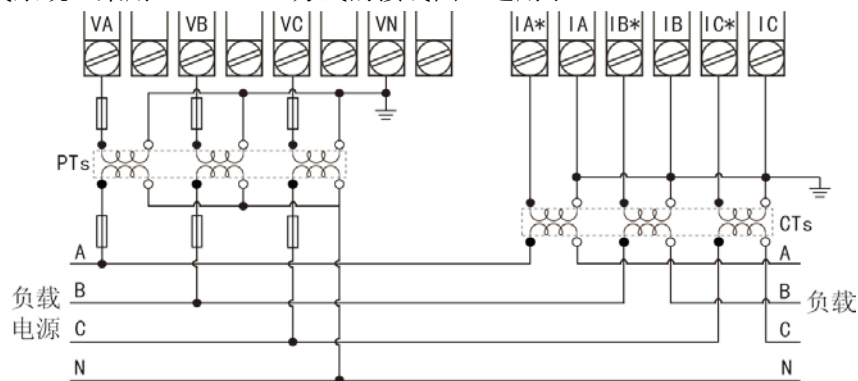 VA VB VC VN IA* IA IB* IB IC* IC
PTs
CTs
A A
负载 B B 负载
电源 C C
N N